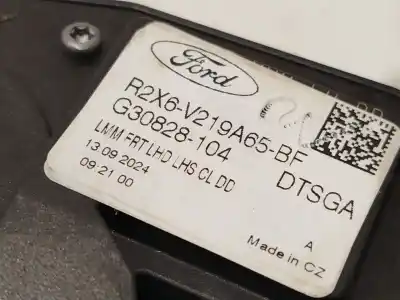 Ford
R2X6-V219A65-BF
G30828-104
LMM FRT LHD LHS CL DD
DTSGA
13.09.2024
09:21:00
A
Made in CZ